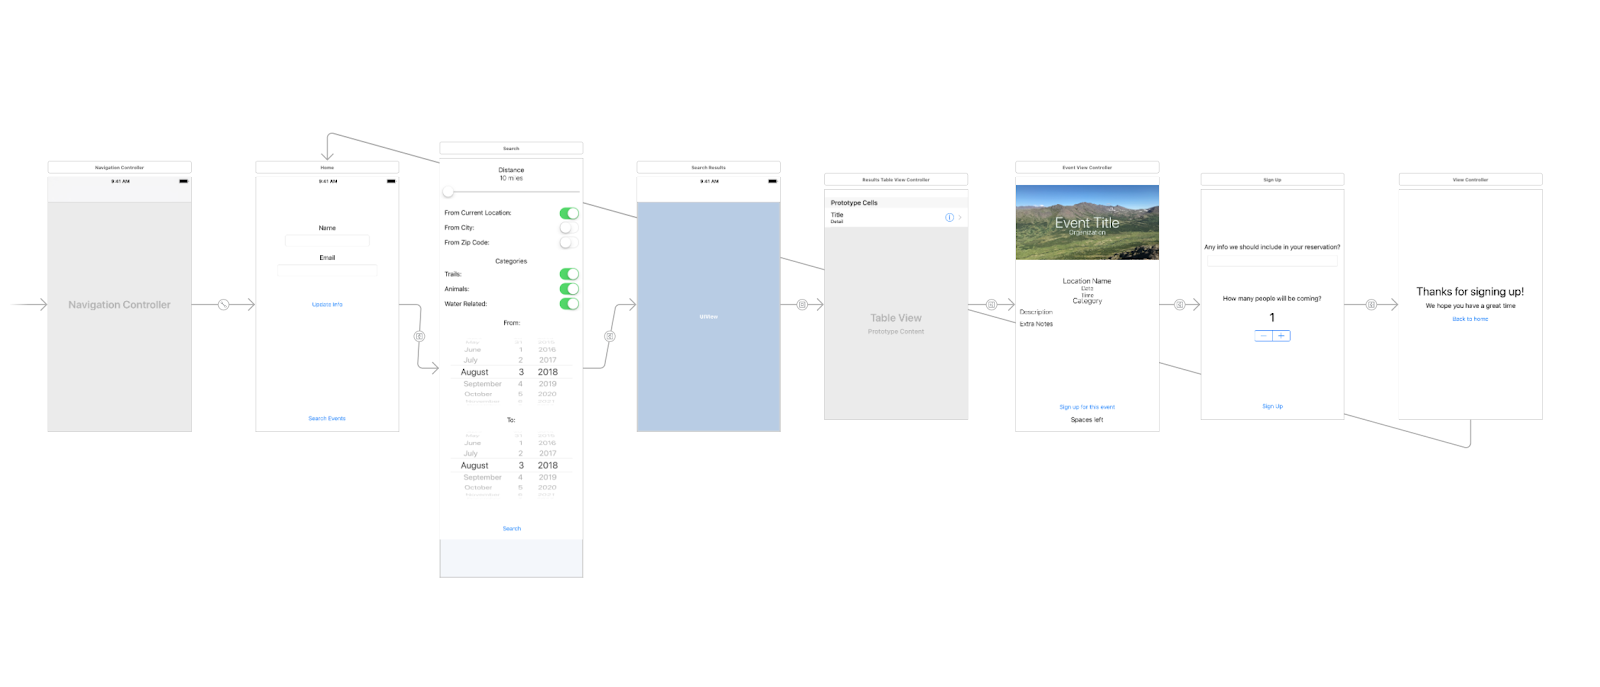 Navigation Controller
9:41 AM
Navigation Controller
Home
9:41 AM
Name
Email
Update Info
Search Events
Search
Distance
10 miles
From Current Location:
From City:
From Zip Code:
Categories
Trails:
Animals:
Water Related:
From:
June 1 2016
July 2 2017
August 3 2018
September 4 2019
October 5 2020
To:
June 1 2016
July 2 2017
August 3 2018
September 4 2019
October 5 2020
Search
Search Results
9:41 AM
UIView
Results Table View Controller
Prototype Cells
Title
Detail
Table View
Prototype Content
Event View Controller
Event Title
Organization
Location Name
Date
Time
Category
Description
Extra Notes
Sign up for this event
Spaces left
Sign Up
Any info we should include in your reservation?
How many people will be coming?
1
Sign Up
View Controller
Thanks for signing up!
We hope you have a great time
Back to home